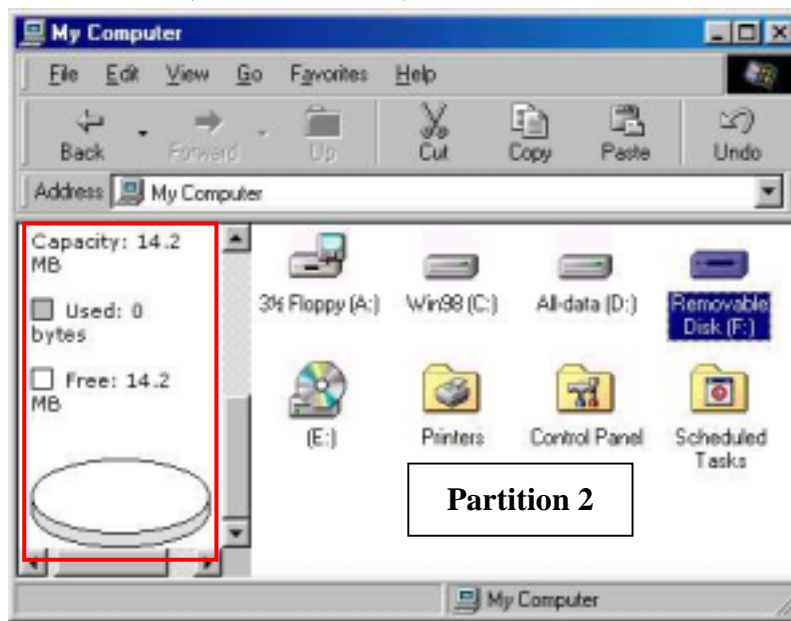 My Computer
File Edit View Go Favorites Help
Back Forward Up Cut Copy Paste Undo
Address My Computer
Capacity: 14.2
MB
Used: 0
bytes
Free: 14.2
MB
3½ Floppy (A:) Win98 (C:) All-data (D:) Removable
Disk (F:)
(E:) Printers Control Panel Scheduled
Tasks
Partition 2
My Computer